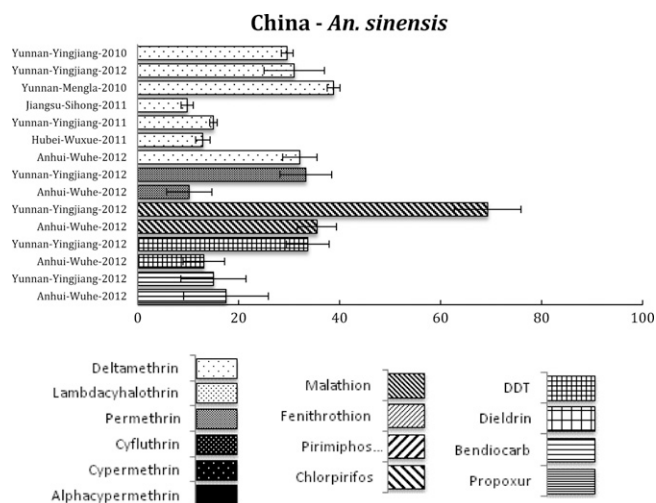 China - An. sinensis
Yunnan-Yingjiang-2010
Yunnan-Yingjiang-2012
Yunnan-Mengla-2010
Jiangsu-Sihong-2011
Yunnan-Yingjiang-2011
Hubei-Wuxue-2011
Anhui-Wuhe-2012
Yunnan-Yingjiang-2012
Anhui-Wuhe-2012
Yunnan-Yingjiang-2012
Anhui-Wuhe-2012
Yunnan-Yingjiang-2012
Anhui-Wuhe-2012
Yunnan-Yingjiang-2012
Anhui-Wuhe-2012
0 20 40 60 80 100
Deltamethrin
Lambdacyhalothrin
Permethrin
Cyfluthrin
Cypermethrin
Alphacypermethrin
Malathion
Fenithrothion
Pirimiphos...
Chlorpirifos
DDT
Dieldrin
Bendiocarb
Propoxur